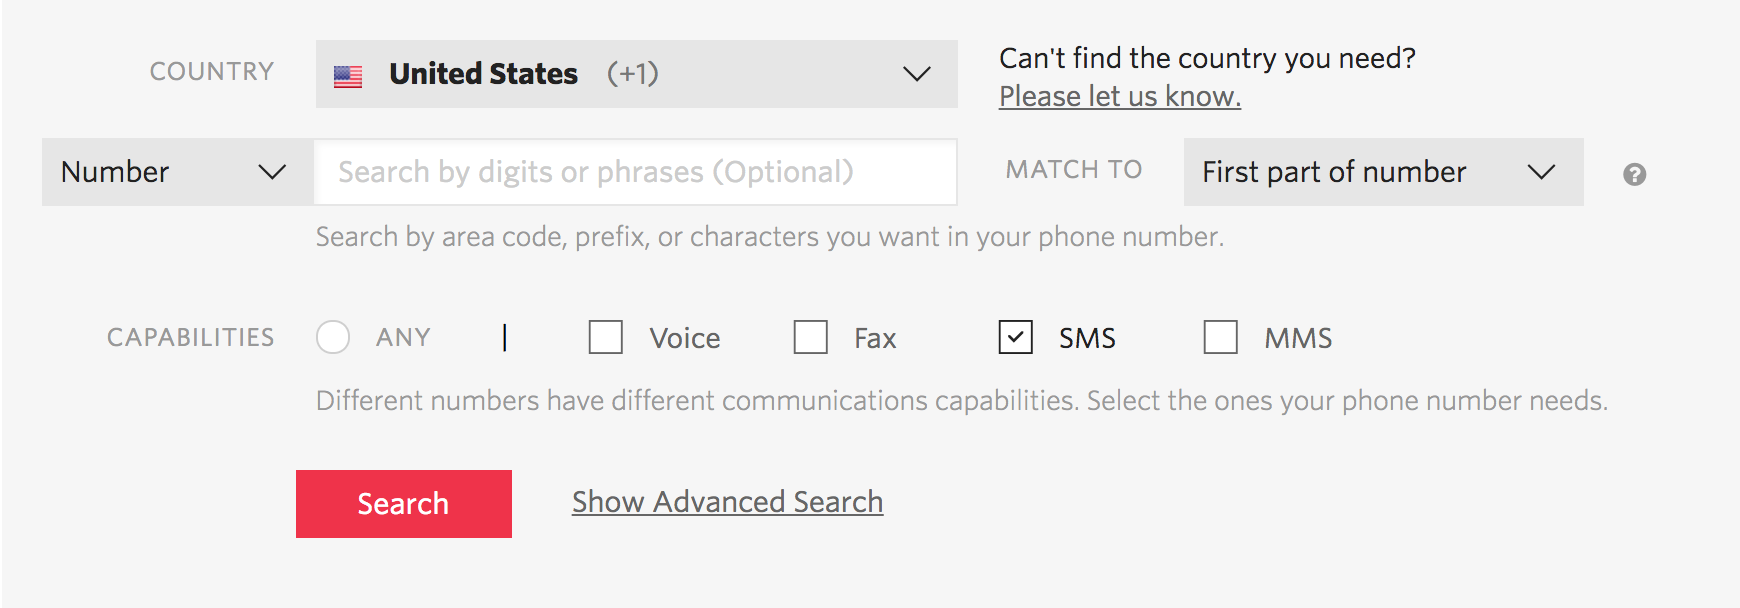 COUNTRY United States (+1) Can't find the country you need?
Please let us know.
Number Search by digits or phrases (Optional) MATCH TO First part of number ?
Search by area code, prefix, or characters you want in your phone number.
CAPABILITIES ANY | Voice Fax SMS MMS
Different numbers have different communications capabilities. Select the ones your phone number needs.
Search Show Advanced Search